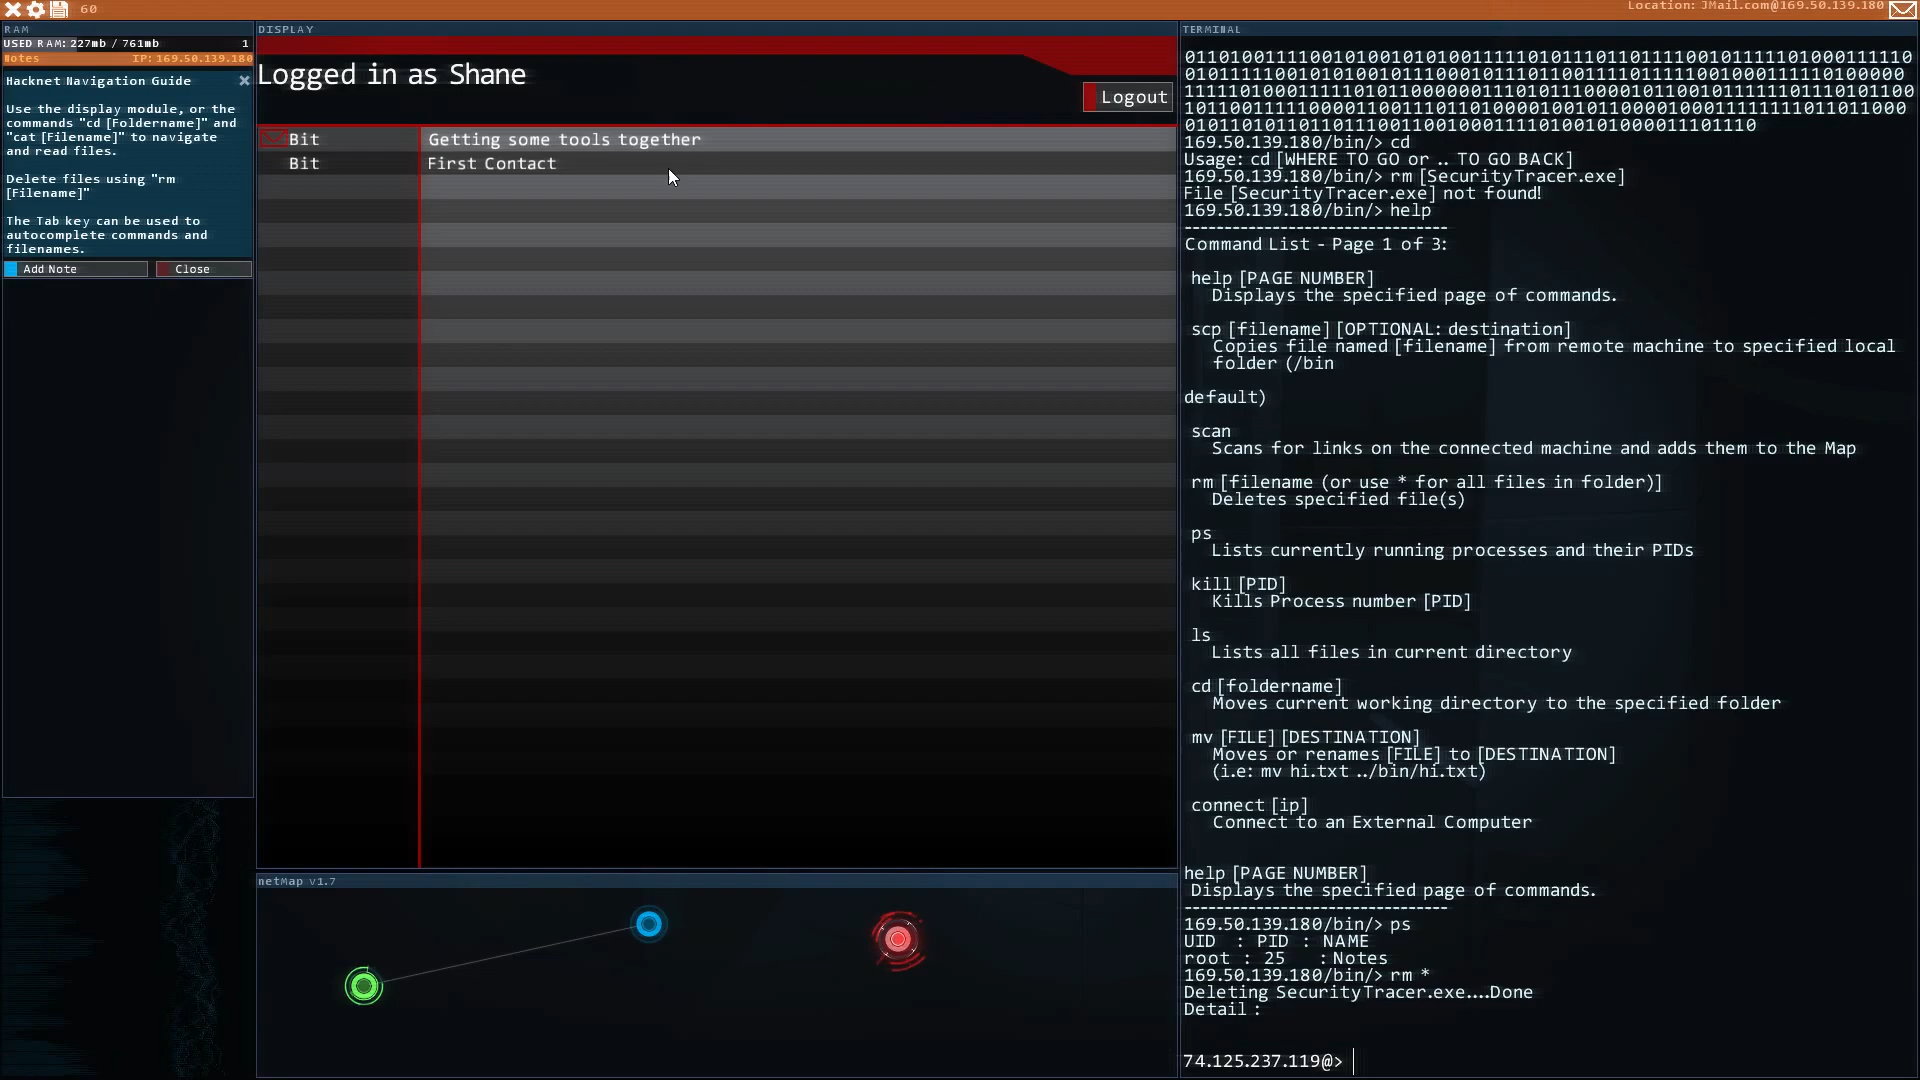 60
Location: JMail.com@169.50.139.180
RAM
USED RAM: 227mb / 761mb 1
Notes IP: 169.50.139.180
Hacknet Navigation Guide
Use the display module, or the
commands "cd [Foldername]" and
"cat [Filename]" to navigate
and read files.
Delete files using "rm
[Filename]"
The Tab key can be used to
autocomplete commands and
filenames.
Add Note
Close
DISPLAY
Logged in as Shane
Logout
Bit Getting some tools together
Bit First Contact
netMap v1.7
TERMINAL
169.50.139.180/bin/> cd
Usage: cd [WHERE TO GO or .. TO GO BACK]
169.50.139.180/bin/> rm [SecurityTracer.exe]
File [SecurityTracer.exe] not found!
169.50.139.180/bin/> help
---------------------------------
Command List - Page 1 of 3:
help [PAGE NUMBER]
Displays the specified page of commands.
scp [filename] [OPTIONAL: destination]
Copies file named [filename] from remote machine to specified local
folder (/bin
default)
scan
Scans for links on the connected machine and adds them to the Map
rm [filename (or use * for all files in folder)]
Deletes specified file(s)
ps
Lists currently running processes and their PIDs
kill [PID]
Kills Process number [PID]
ls
Lists all files in current directory
cd [foldername]
Moves current working directory to the specified folder
mv [FILE] [DESTINATION]
Moves or renames [FILE] to [DESTINATION]
(i.e: mv hi.txt ../bin/hi.txt)
connect [ip]
Connect to an External Computer
help [PAGE NUMBER]
Displays the specified page of commands.
---------------------------------
169.50.139.180/bin/> ps
UID : PID : NAME
root : 25 : Notes
169.50.139.180/bin/> rm *
Deleting SecurityTracer.exe....Done
Detail :
74.125.237.119@>